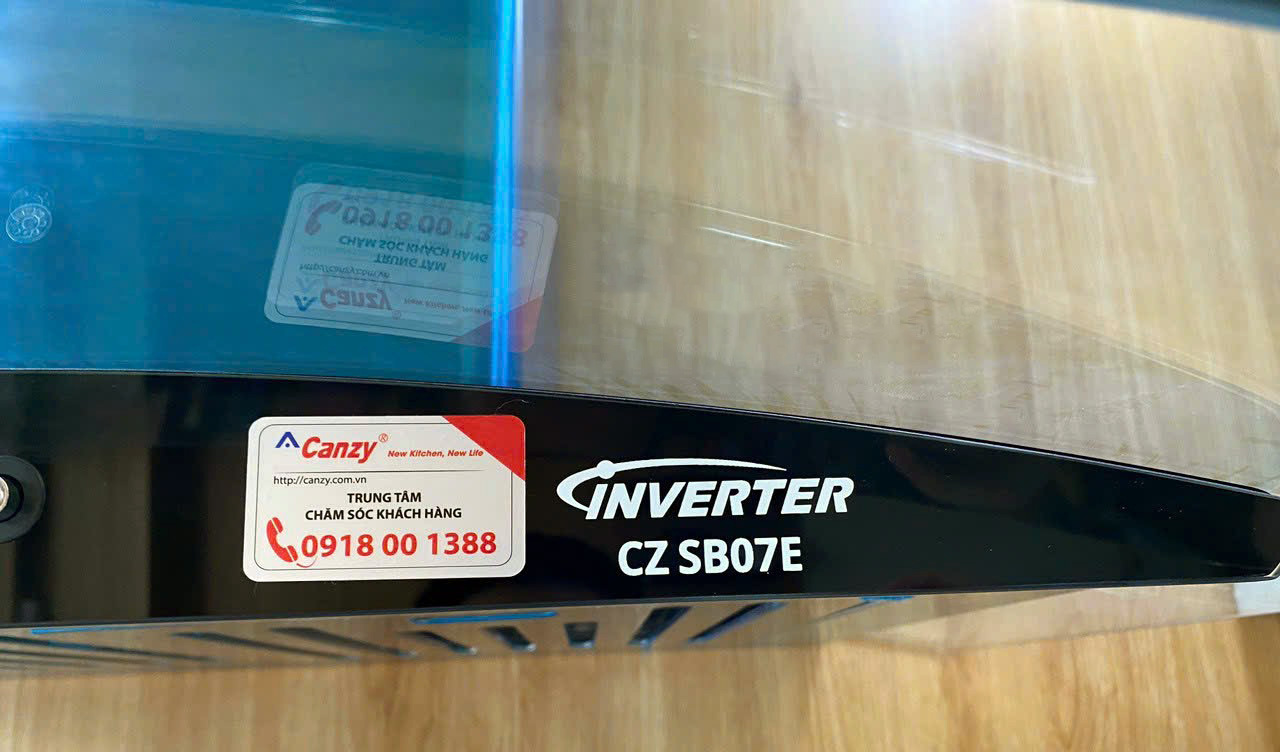 Canzy® New Kitchen, New Life
http://canzy.com.vn
TRUNG TÂM
CHĂM SÓC KHÁCH HÀNG
0918 00 1388
INVERTER
CZ SB07E